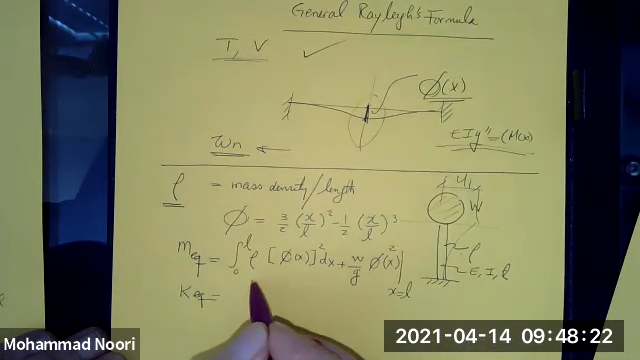 General Rayleigh's Formula
T, V ✓
ϕ(x)
EIy'' = (M(x))
ωn ←
ρ = mass density/length
u₁
W
ϕ = 3/2 (x/l)² - 1/2 (x/l)³
ρ
m_eq = ∫₀ˡ ρ [ϕ(x)]² dx + w/g ϕ(x)² |ₓ₌ₗ
E, I, l
K_eq =
Mohammad Noori
2021-04-14 09:48:22